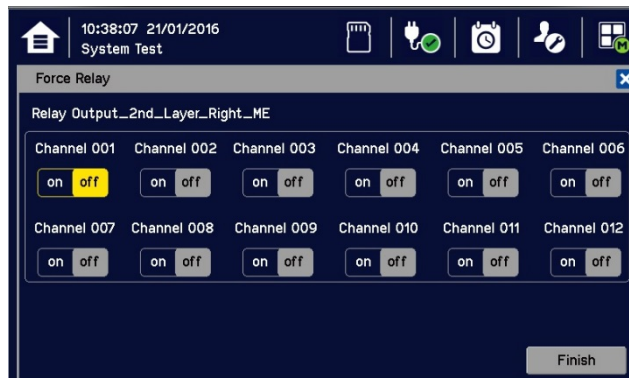 10:38:07 21/01/2016
System Test
M
Force Relay
X
Relay Output_2nd_Layer_Right_ME
Channel 001 Channel 002 Channel 003 Channel 004 Channel 005 Channel 006
on off on off on off on off on off on off
Channel 007 Channel 008 Channel 009 Channel 010 Channel 011 Channel 012
on off on off on off on off on off on off
Finish